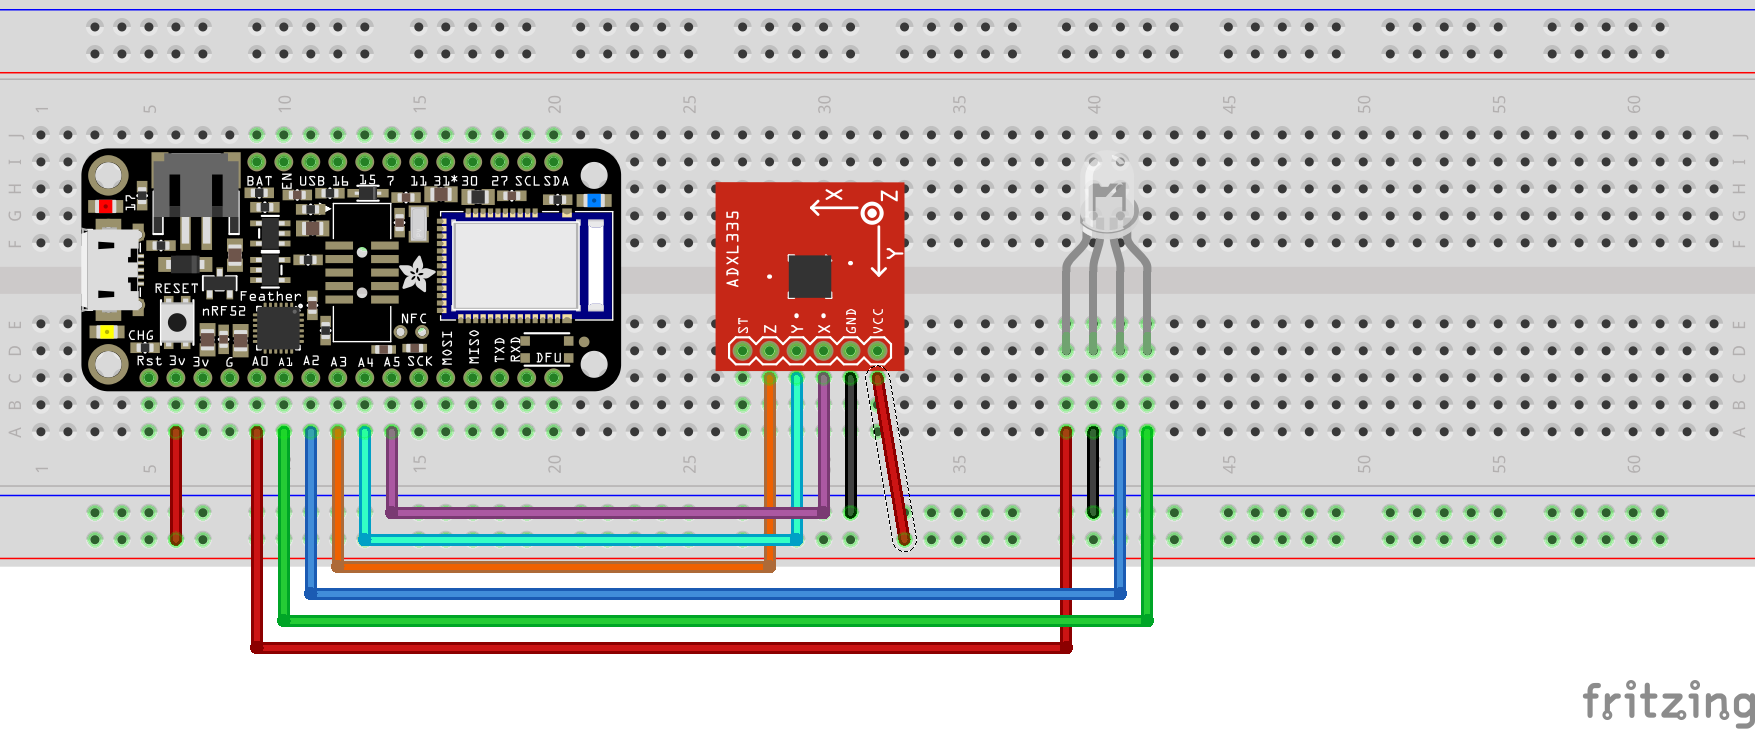 1 5 10 15 20 25 30 35 40 45 50 55 60
J J
I I
H H
G G
F F
BAT EN USB 16 15 7 11 31* 30 27 SCL SDA
17
X Z
Y
ADXL335
RESET
Feather
nRF52
NFC
CHG
MOSI MISO TXD RXD
DFU
Rst 3v 3v G A0 A1 A2 A3 A4 A5 SCK
ST Z Y X GND VCC
E E
D D
C C
B B
A A
1 5 15 20 25 35 45 50 55 60
fritzing